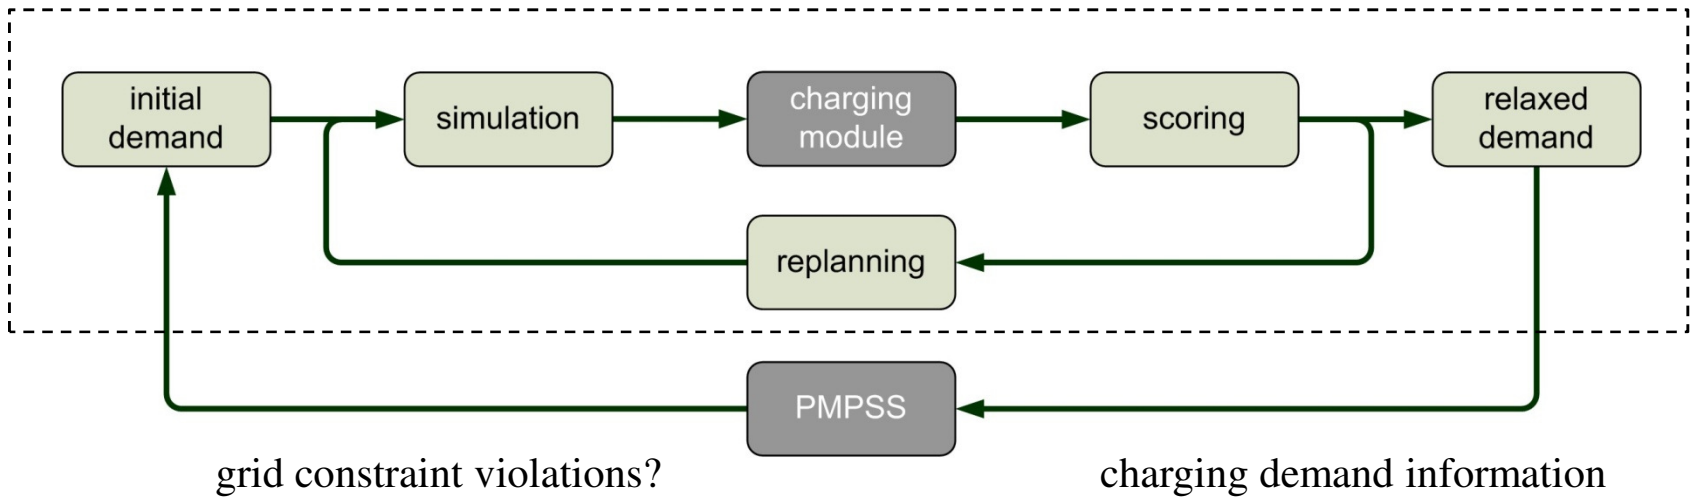 initial
demand
simulation
charging
module
scoring
relaxed
demand
replanning
PMPSS
grid constraint violations?
charging demand information